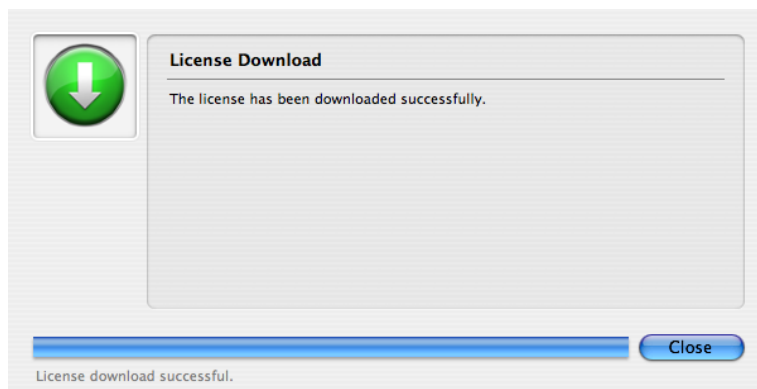 License Download
The license has been downloaded successfully.
Close
License download successful.